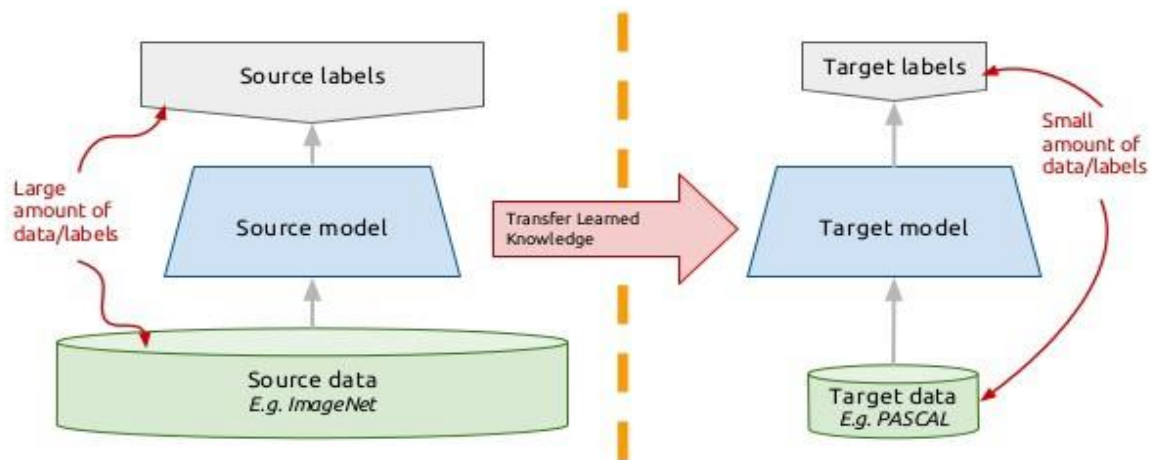 Source labels
Large
amount of
data/labels
Source model
Source data
E.g. ImageNet
Transfer Learned
Knowledge
Target labels
Small
amount of
data/labels
Target model
Target data
E.g. PASCAL